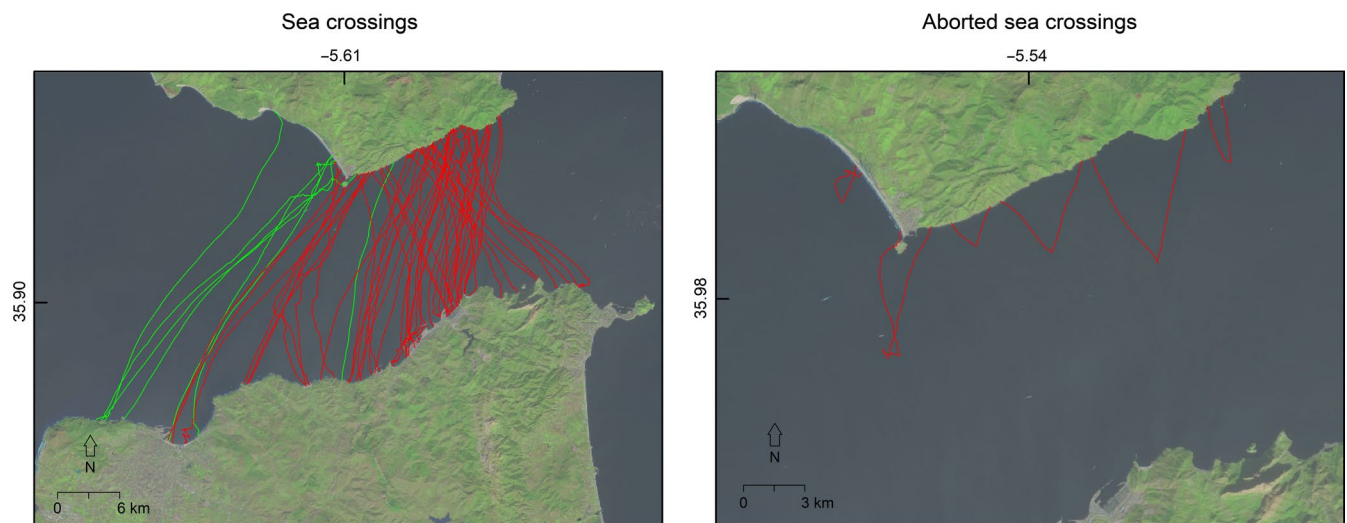 Sea crossings
–5.61
35.90
N
0 6 km
Aborted sea crossings
–5.54
35.98
N
0 3 km